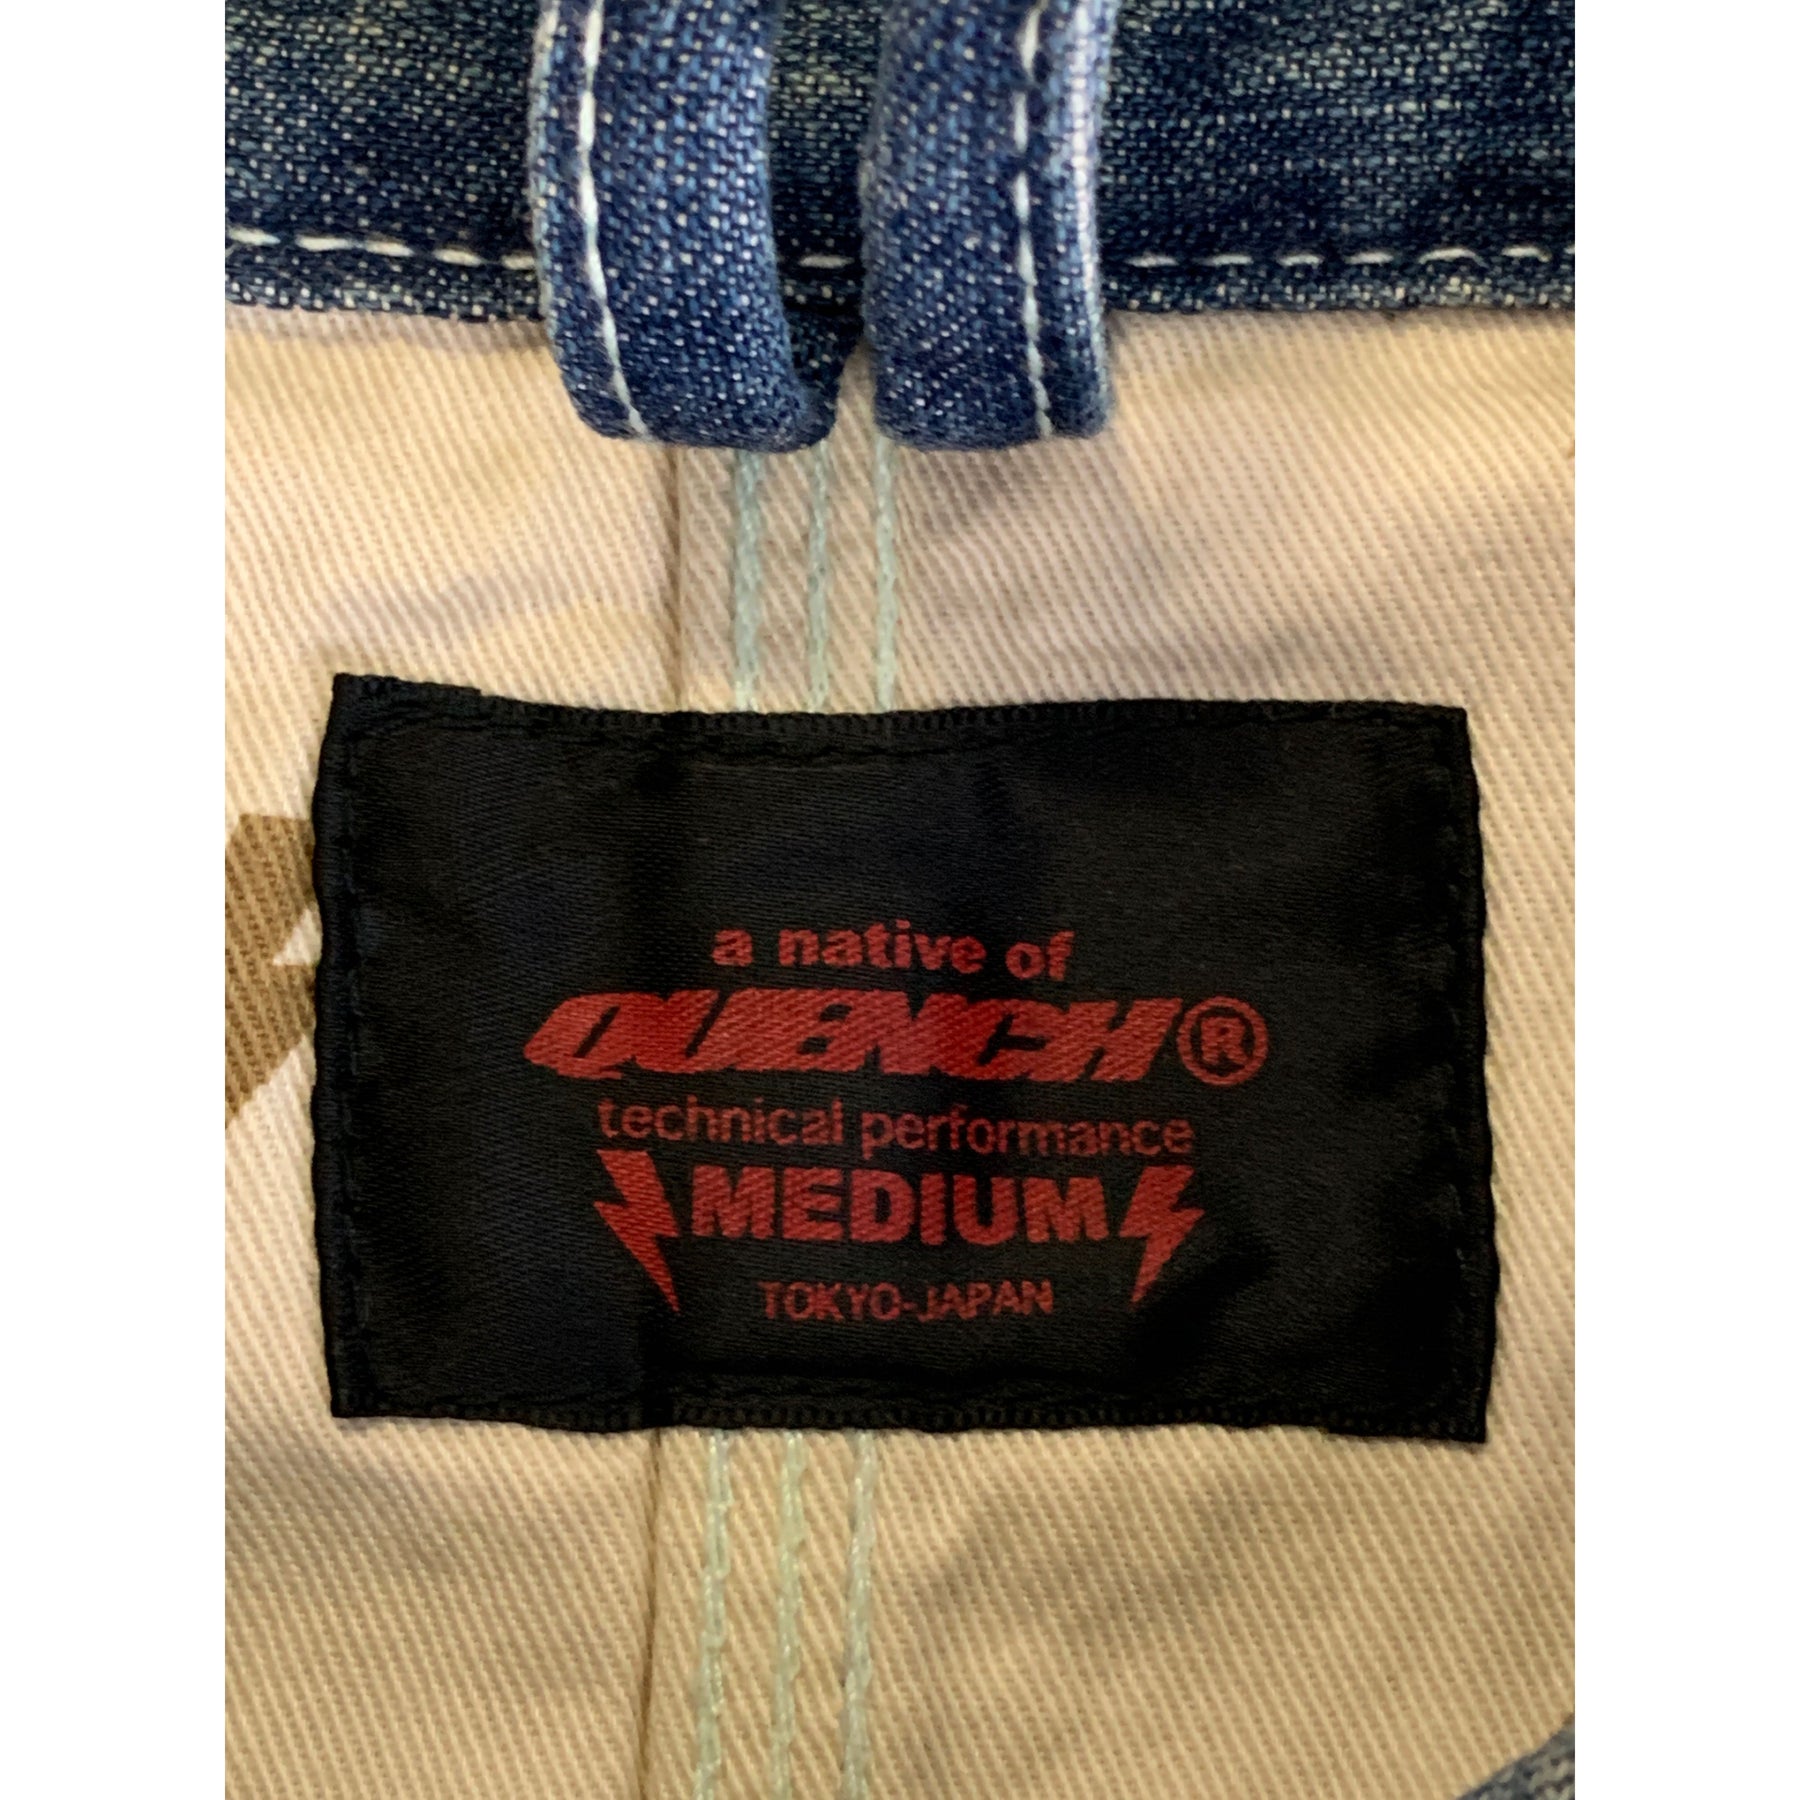 a native of
QUENCH®
technical performance
MEDIUM
TOKYO-JAPAN